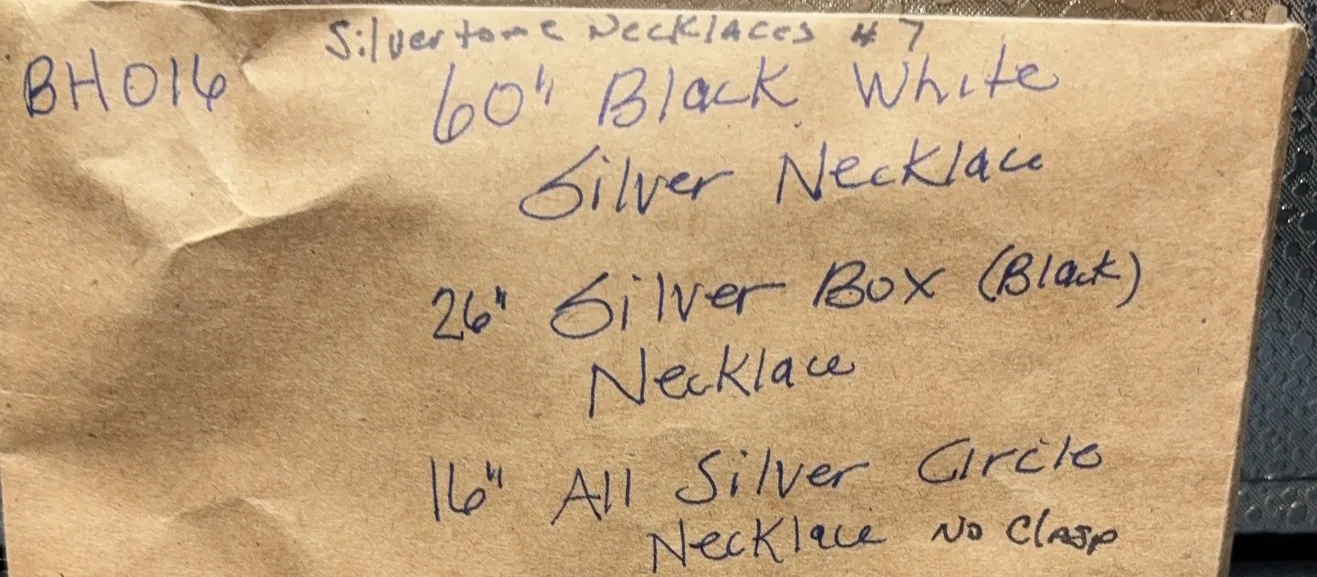 Silvertone Necklaces #7
BH016
60" Black White
Silver Necklace
26" Silver Box (Black)
Necklace
16" All Silver Circle
Necklace No Clasp